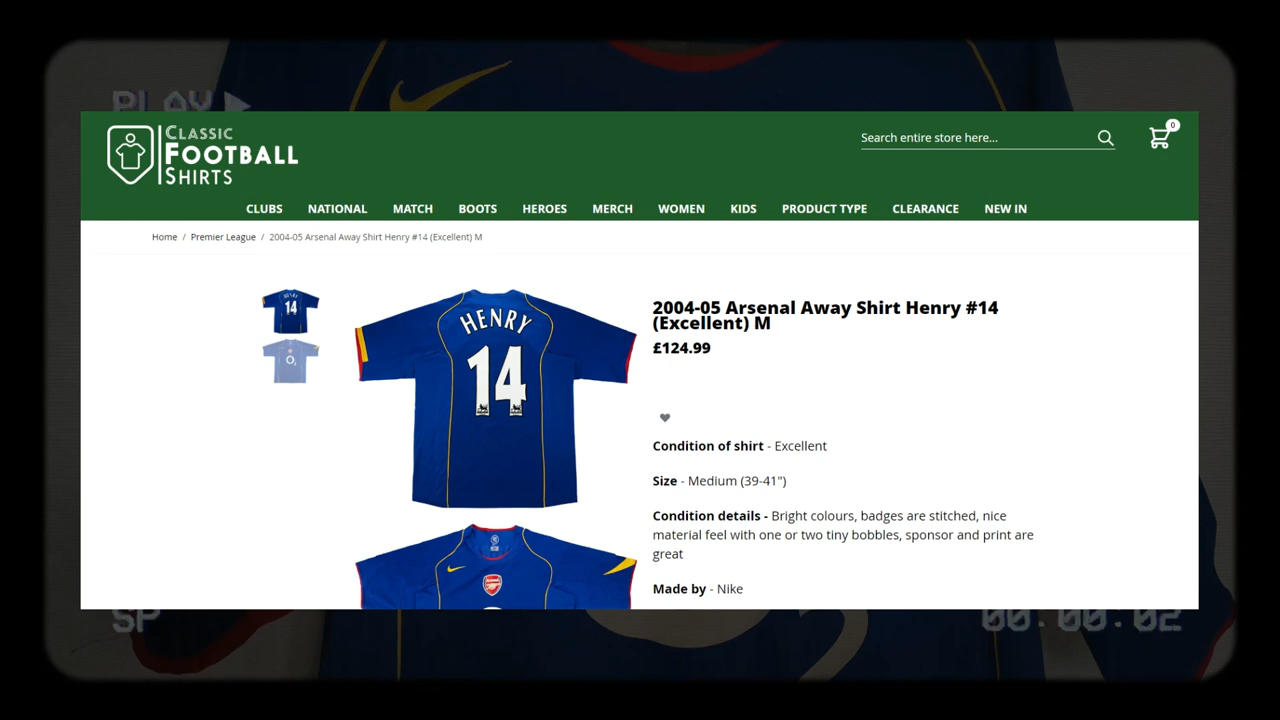 PLAY
CLASSIC
FOOTBALL
SHIRTS
Search entire store here...
0
CLUBS NATIONAL MATCH BOOTS HEROES MERCH WOMEN KIDS PRODUCT TYPE CLEARANCE NEW IN
Home / Premier League / 2004-05 Arsenal Away Shirt Henry #14 (Excellent) M
HENRY
14
HENRY
14
O2
2004-05 Arsenal Away Shirt Henry #14
(Excellent) M
£124.99
Condition of shirt - Excellent
Size - Medium (39-41")
Condition details - Bright colours, badges are stitched, nice
material feel with one or two tiny bobbles, sponsor and print are
great
Made by - Nike
SP
00.00.02